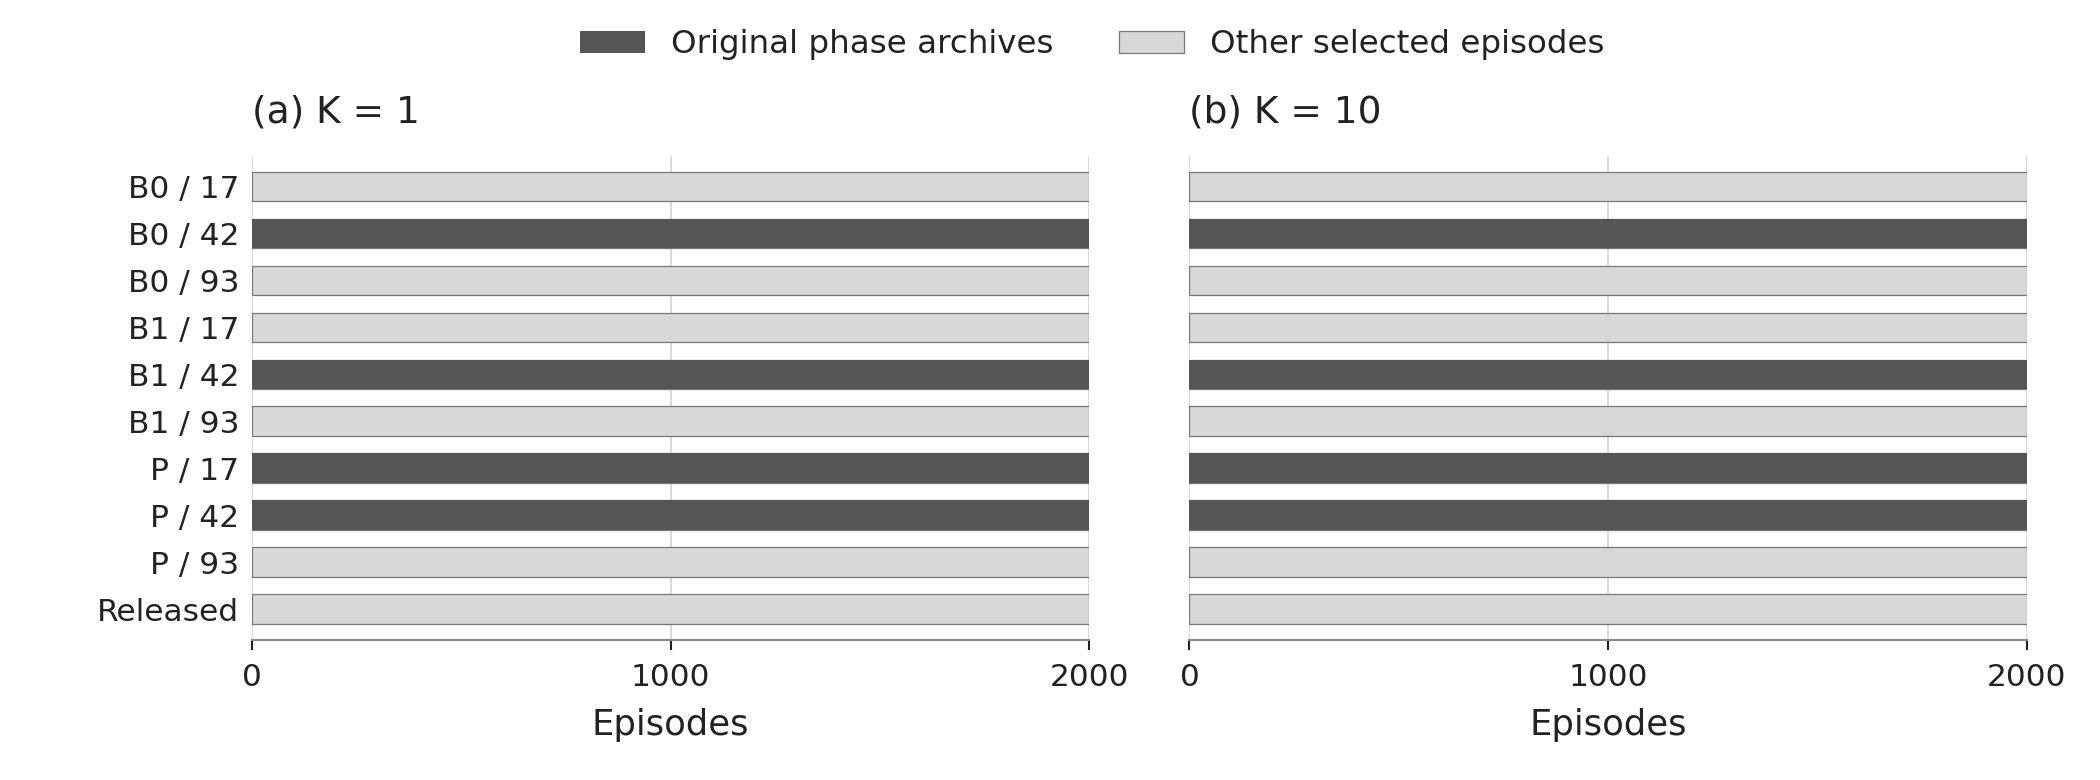 Original phase archives Other selected episodes
(a) K = 1 (b) K = 10
B0 / 17
B0 / 42
B0 / 93
B1 / 17
B1 / 42
B1 / 93
P / 17
P / 42
P / 93
Released
0 1000 2000 0 1000 2000
Episodes Episodes